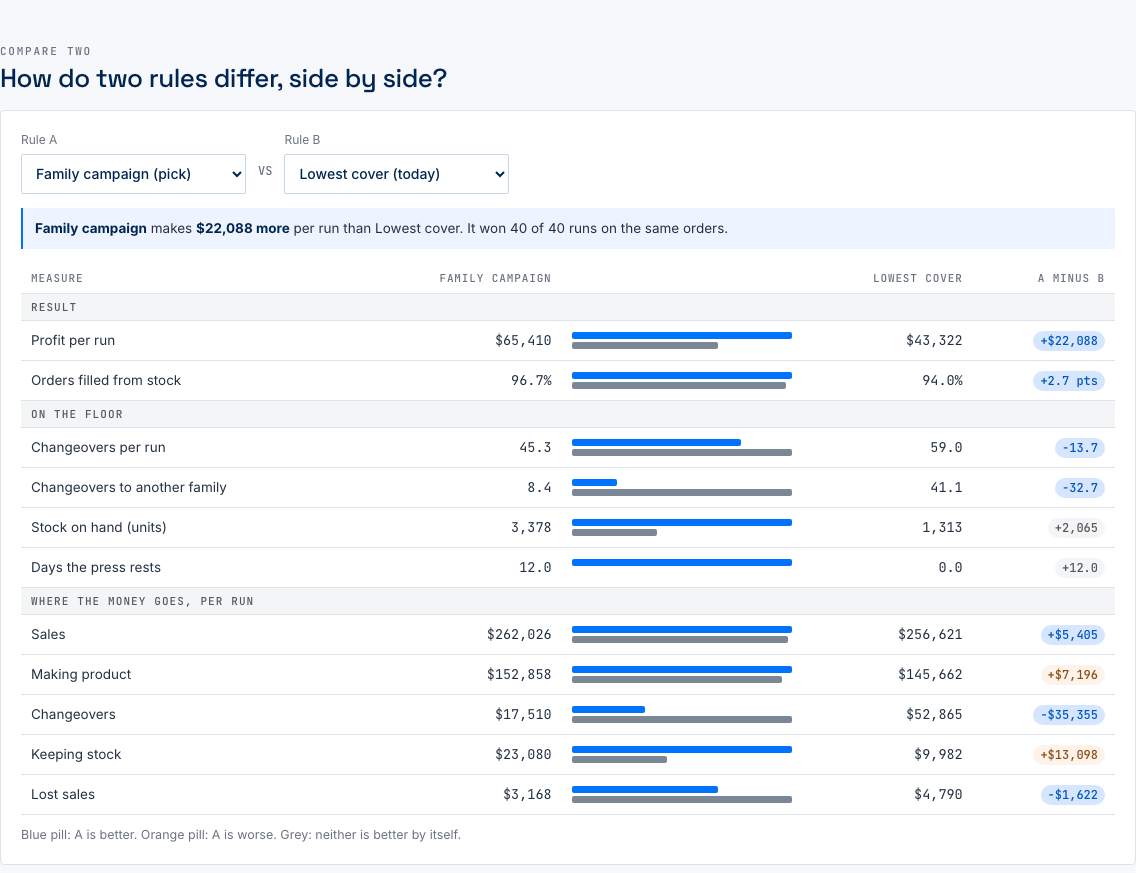 COMPARE TWO
How do two rules differ, side by side?
Rule A Rule B
Family campaign (pick) VS Lowest cover (today)
Family campaign makes $22,088 more per run than Lowest cover. It won 40 of 40 runs on the same orders.
MEASURE FAMILY CAMPAIGN LOWEST COVER A MINUS B
RESULT
Profit per run $65,410 $43,322 +$22,088
Orders filled from stock 96.7% 94.0% +2.7 pts
ON THE FLOOR
Changeovers per run 45.3 59.0 -13.7
Changeovers to another family 8.4 41.1 -32.7
Stock on hand (units) 3,378 1,313 +2,065
Days the press rests 12.0 0.0 +12.0
WHERE THE MONEY GOES, PER RUN
Sales $262,026 $256,621 +$5,405
Making product $152,858 $145,662 +$7,196
Changeovers $17,510 $52,865 -$35,355
Keeping stock $23,080 $9,982 +$13,098
Lost sales $3,168 $4,790 -$1,622
Blue pill: A is better. Orange pill: A is worse. Grey: neither is better by itself.